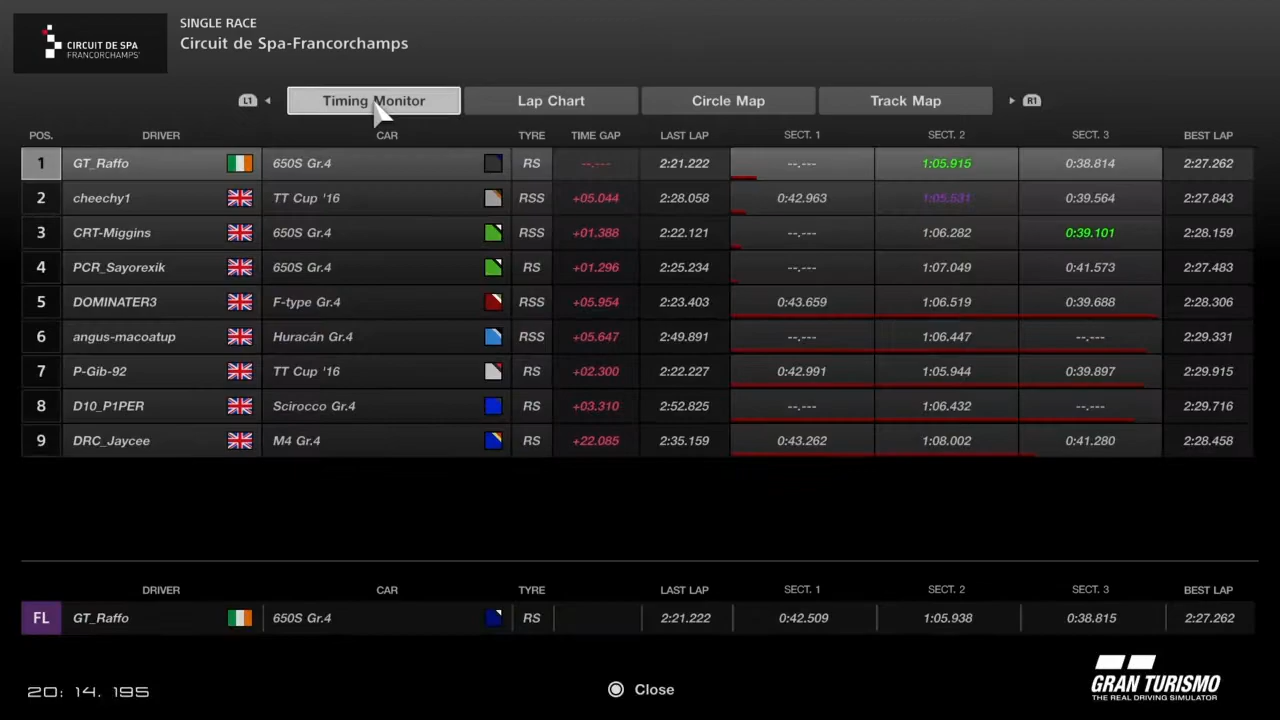 CIRCUIT DE SPA
FRANCORCHAMPS
SINGLE RACE
Circuit de Spa-Francorchamps
L1 Timing Monitor Lap Chart Circle Map Track Map R1
POS. DRIVER CAR TYRE TIME GAP LAST LAP SECT. 1 SECT. 2 SECT. 3 BEST LAP
1 GT_Raffo 650S Gr.4 RS --.--- 2:21.222 --.--- 1:05.915 0:38.814 2:27.262
2 cheechy1 TT Cup '16 RSS +05.044 2:28.058 0:42.963 1:05.531 0:39.564 2:27.843
3 CRT-Miggins 650S Gr.4 RSS +01.388 2:22.121 --.--- 1:06.282 0:39.101 2:28.159
4 PCR_Sayorexik 650S Gr.4 RS +01.296 2:25.234 --.--- 1:07.049 0:41.573 2:27.483
5 DOMINATER3 F-type Gr.4 RSS +05.954 2:23.403 0:43.659 1:06.519 0:39.688 2:28.306
6 angus-macoatup Huracán Gr.4 RSS +05.647 2:49.891 --.--- 1:06.447 --.--- 2:29.331
7 P-Gib-92 TT Cup '16 RS +02.300 2:22.227 0:42.991 1:05.944 0:39.897 2:29.915
8 D10_P1PER Scirocco Gr.4 RS +03.310 2:52.825 --.--- 1:06.432 --.--- 2:29.716
9 DRC_Jaycee M4 Gr.4 RS +22.085 2:35.159 0:43.262 1:08.002 0:41.280 2:28.458
DRIVER CAR TYRE LAST LAP SECT. 1 SECT. 2 SECT. 3 BEST LAP
FL GT_Raffo 650S Gr.4 RS 2:21.222 0:42.509 1:05.938 0:38.815 2:27.262
20: 14. 195
Close
GRAN TURISMO
THE REAL DRIVING SIMULATOR